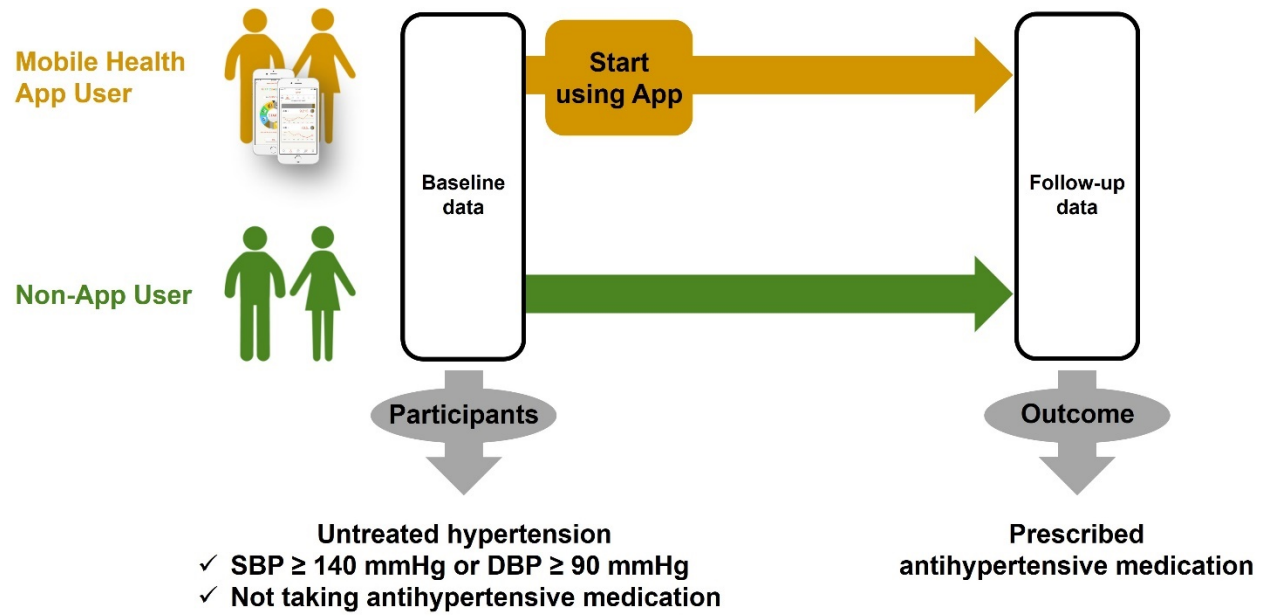 Mobile Health
App User
Start
using App
Baseline
data
Follow-up
data
Non-App User
Participants
Outcome
Untreated hypertension
✓ SBP ≥ 140 mmHg or DBP ≥ 90 mmHg
✓ Not taking antihypertensive medication
Prescribed
antihypertensive medication